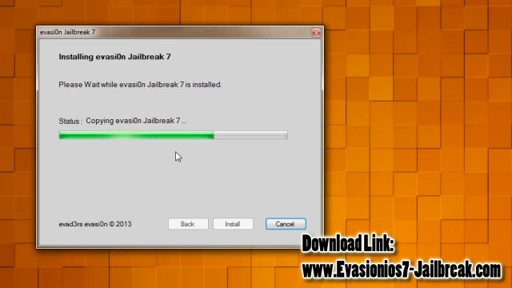 evasi0n Jailbreak 7
Installing evasi0n Jailbreak 7
Please Wait while evasi0n Jailbreak 7 is installed.
Status : Copying evasi0n Jailbreak 7 ...
evad3rs evasi0n © 2013
Back Install Cancel
Download Link:
www.Evasionios7-Jailbreak.com